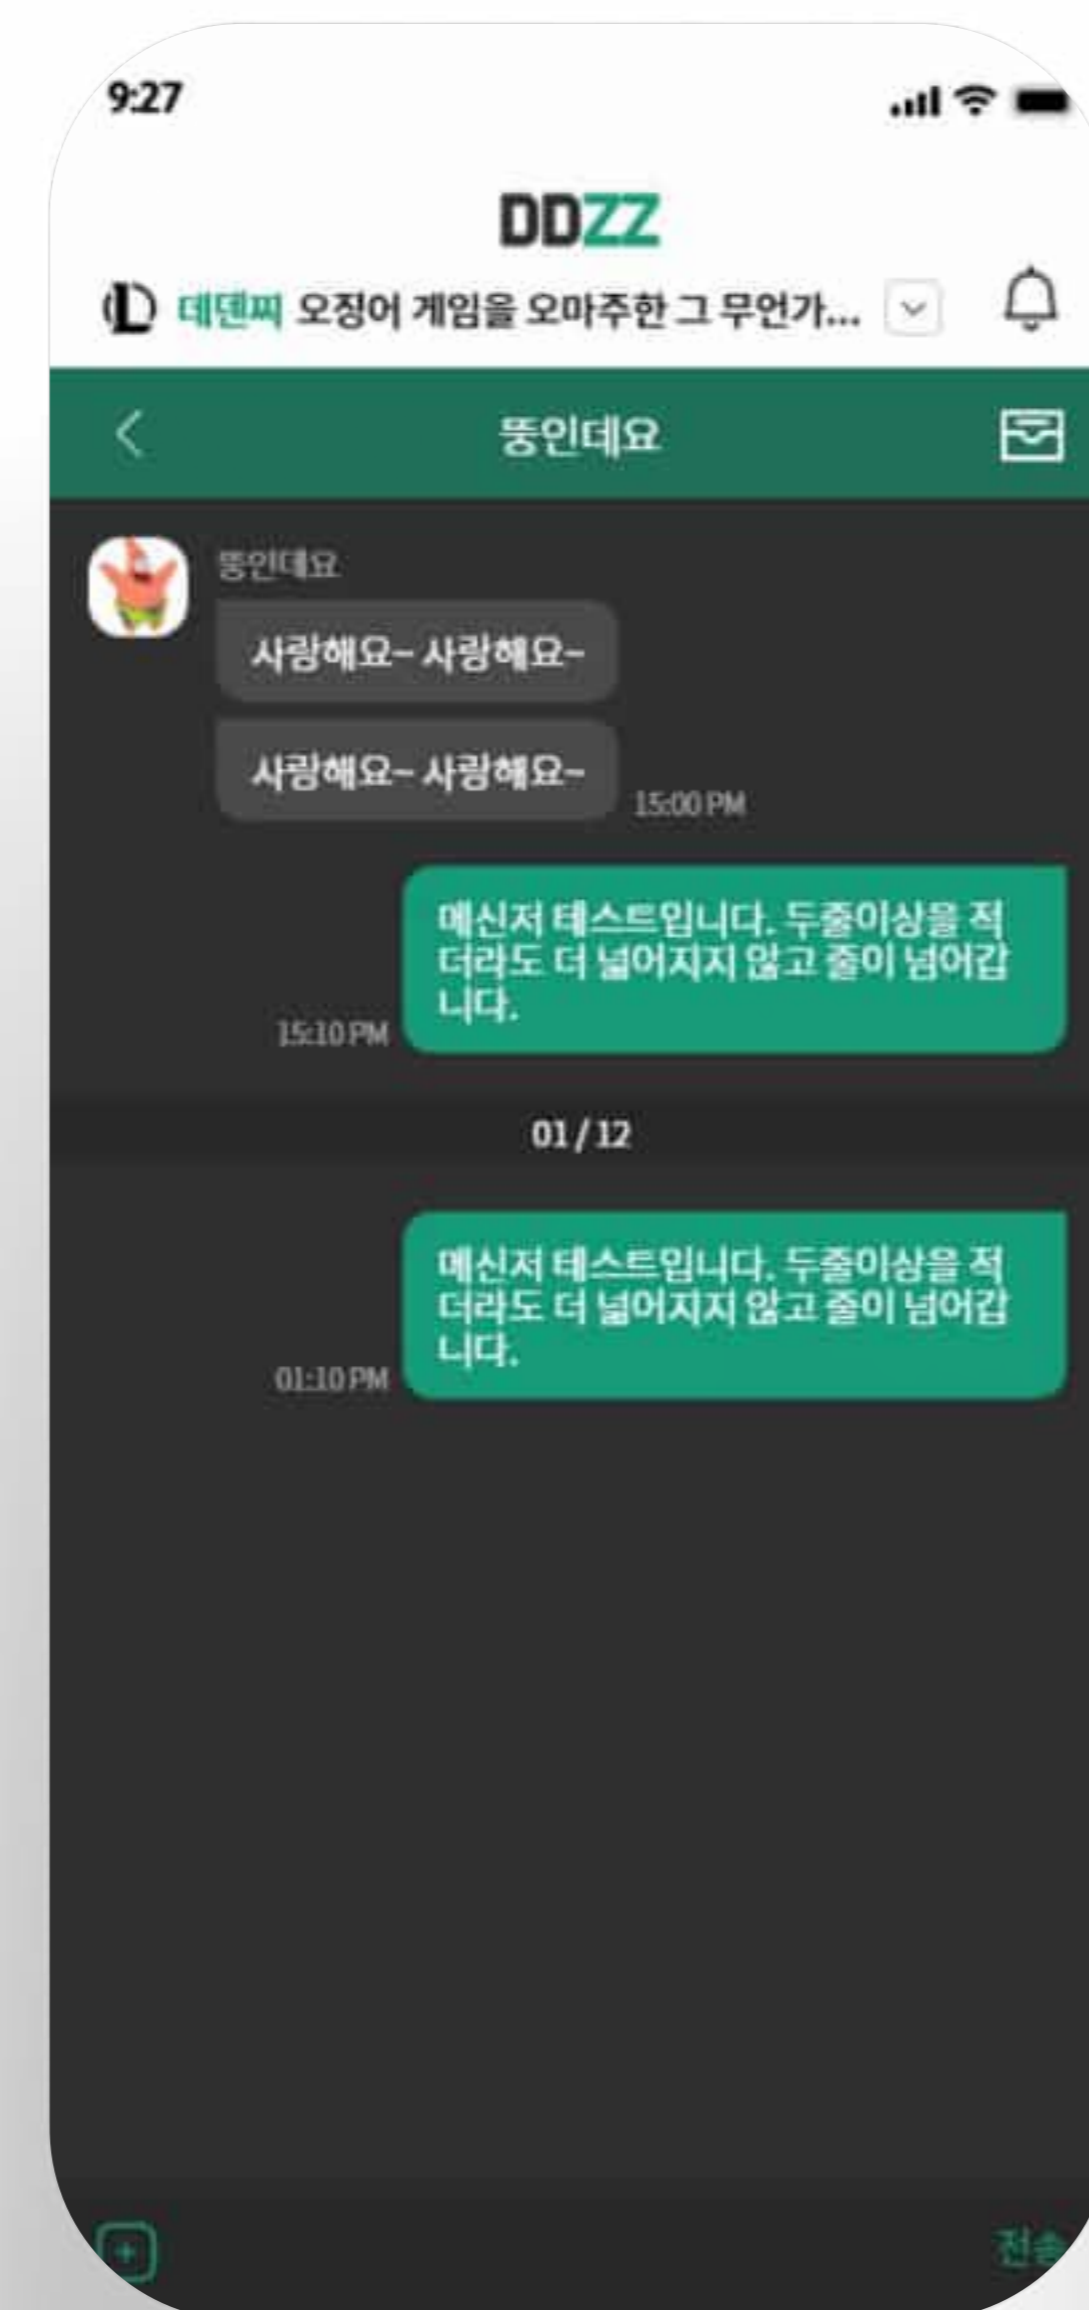 9:27
DDZZ
데덴찌 오징어 게임을 오마주한 그 무언가...
뚱인데요
뚱인데요
사랑해요~ 사랑해요~
사랑해요~ 사랑해요~
15:00 PM
메신저 테스트입니다. 두줄이상을 적
더라도 더 넓어지지 않고 줄이 넘어갑
니다.
15:10 PM
01 / 12
메신저 테스트입니다. 두줄이상을 적
더라도 더 넓어지지 않고 줄이 넘어갑
니다.
01:10 PM
전송